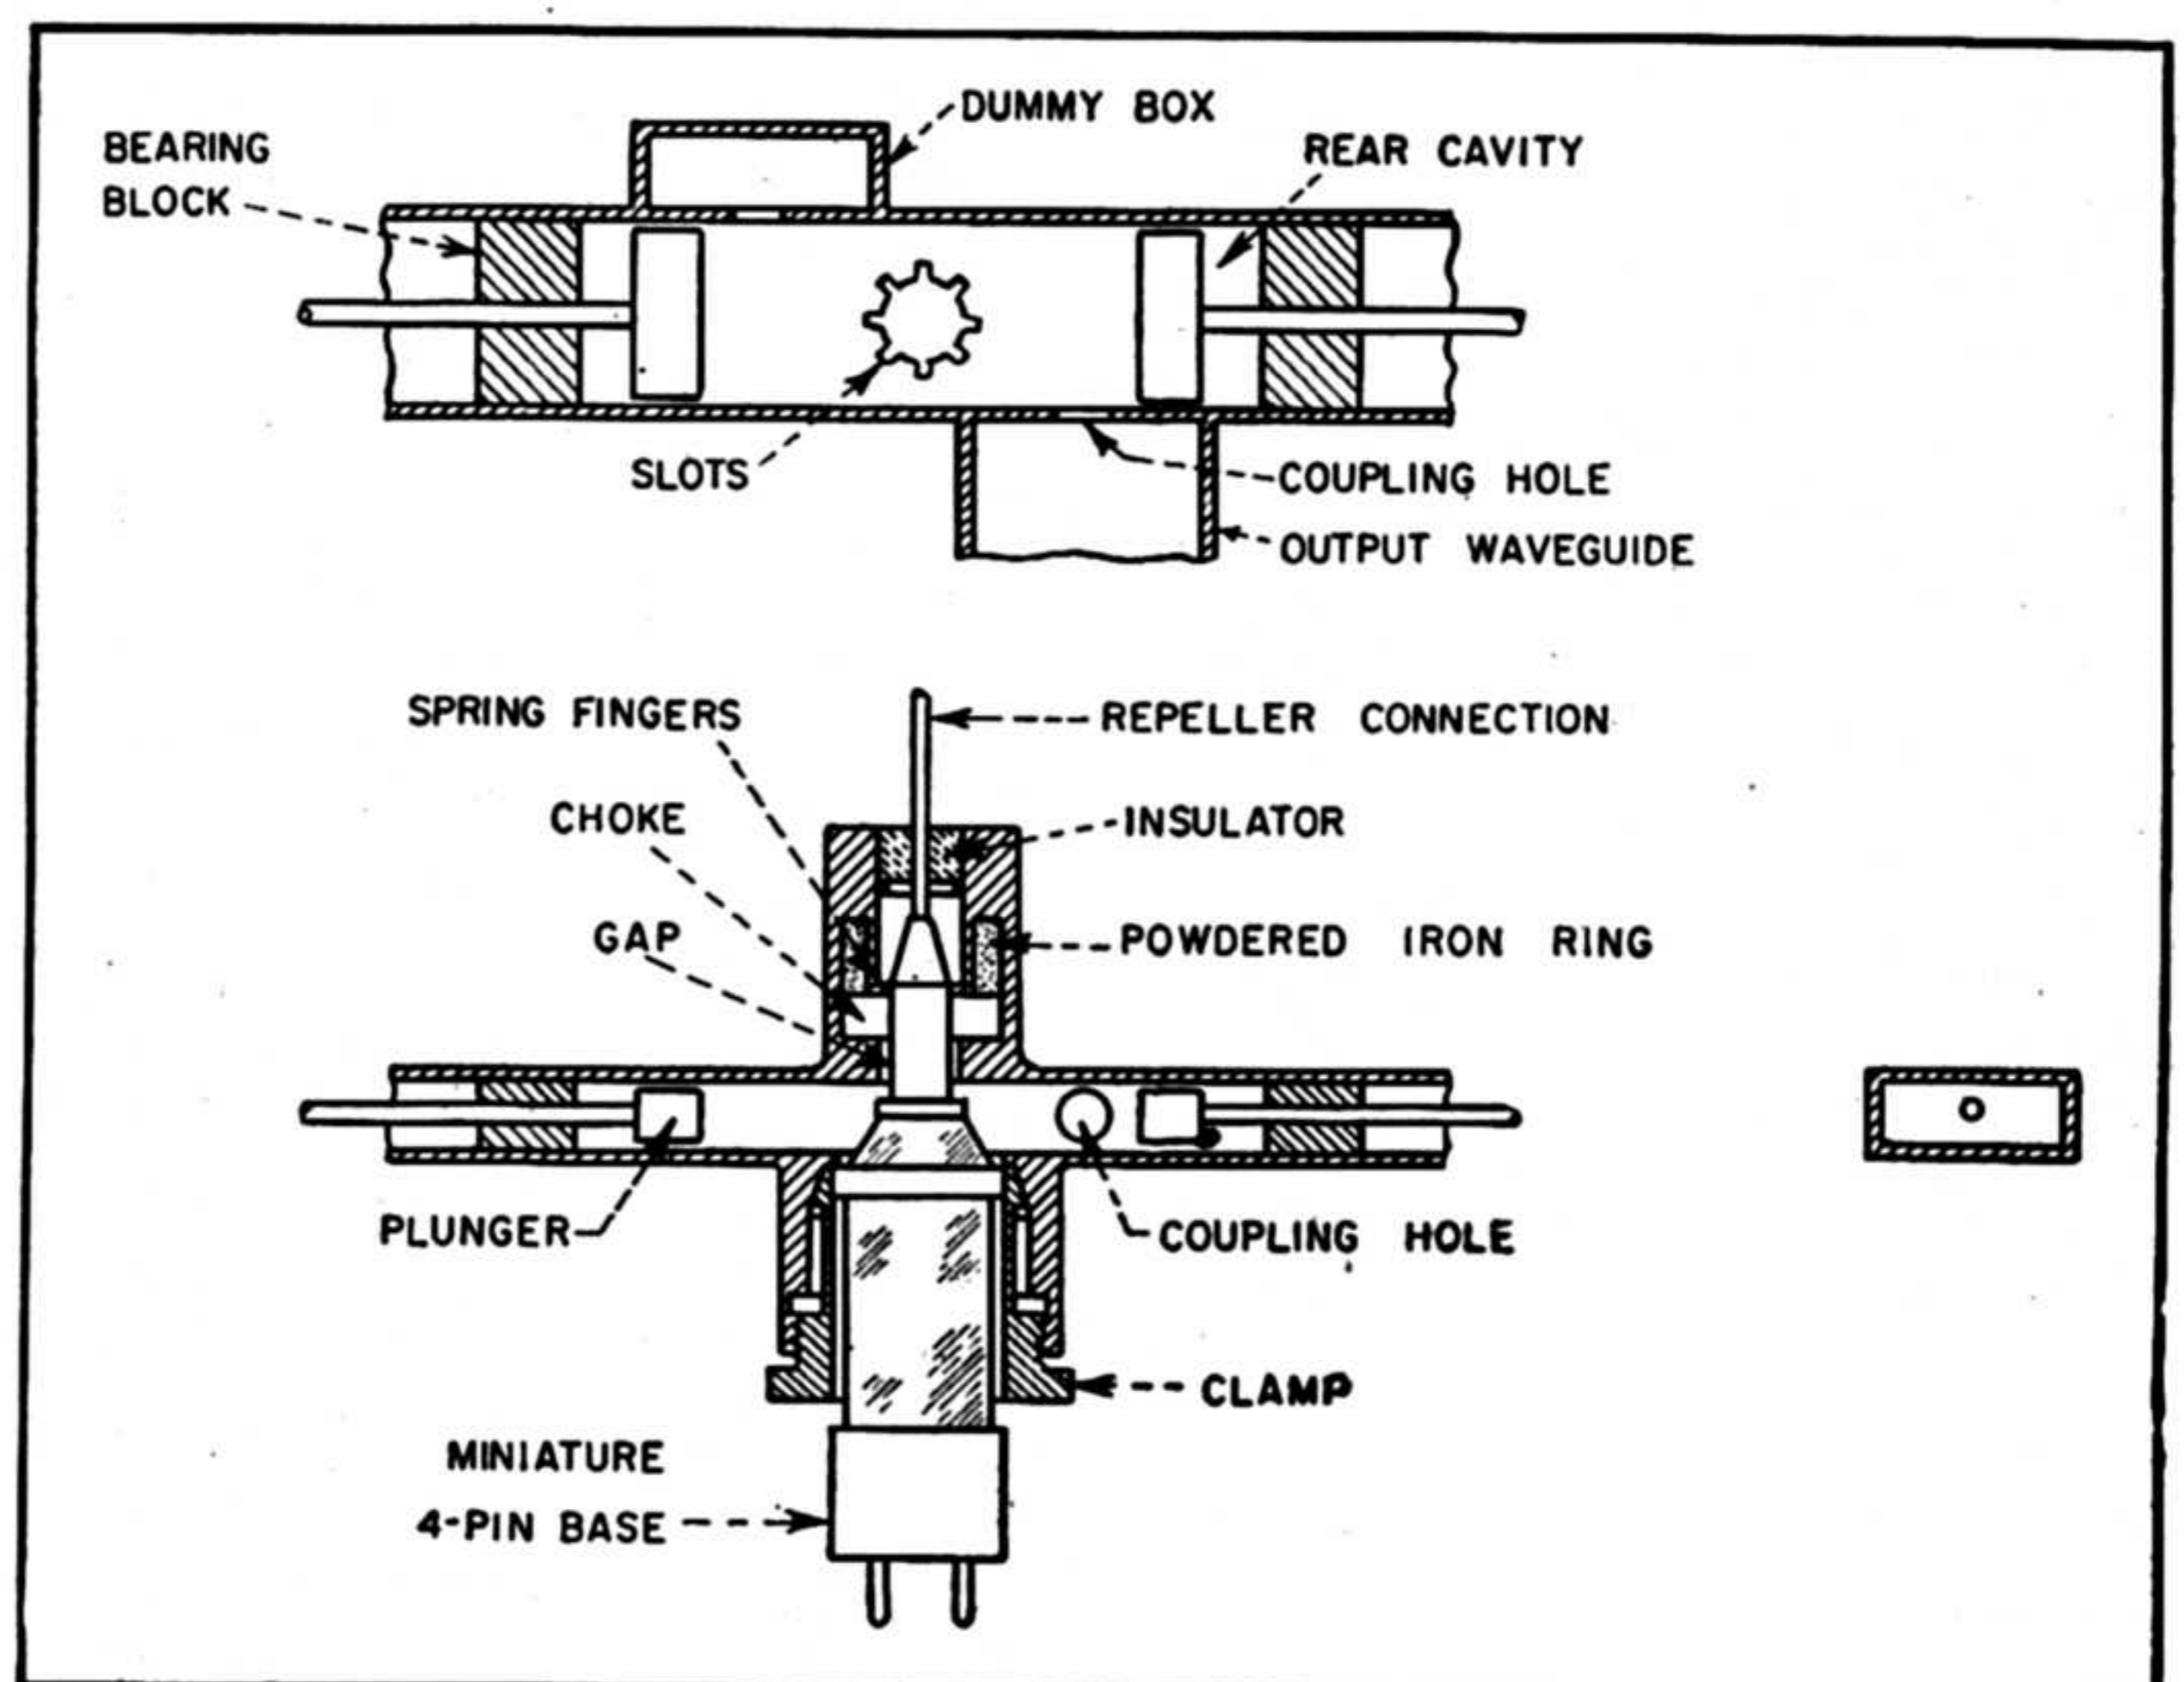 DUMMY BOX
BEARING
BLOCK
REAR CAVITY
SLOTS
COUPLING HOLE
OUTPUT WAVEGUIDE
SPRING FINGERS
REPELLER CONNECTION
CHOKE
INSULATOR
GAP
POWDERED IRON RING
PLUNGER
COUPLING HOLE
CLAMP
MINIATURE
4-PIN BASE